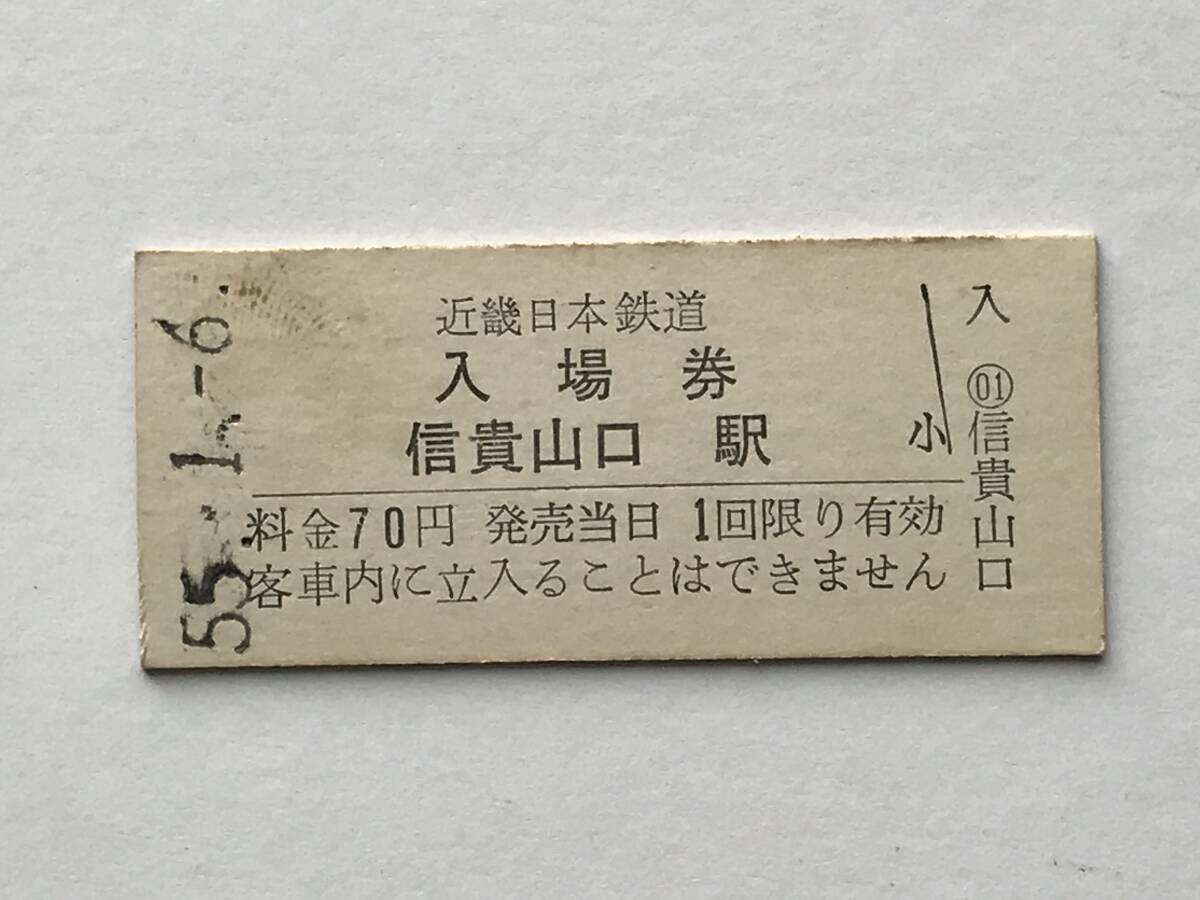 近畿日本鉄道
入場券
信貴山口 駅
小
料金70円 発売当日 1回限り有効
客車内に立入ることはできません
入
01
信貴山口
55.-1.-6.